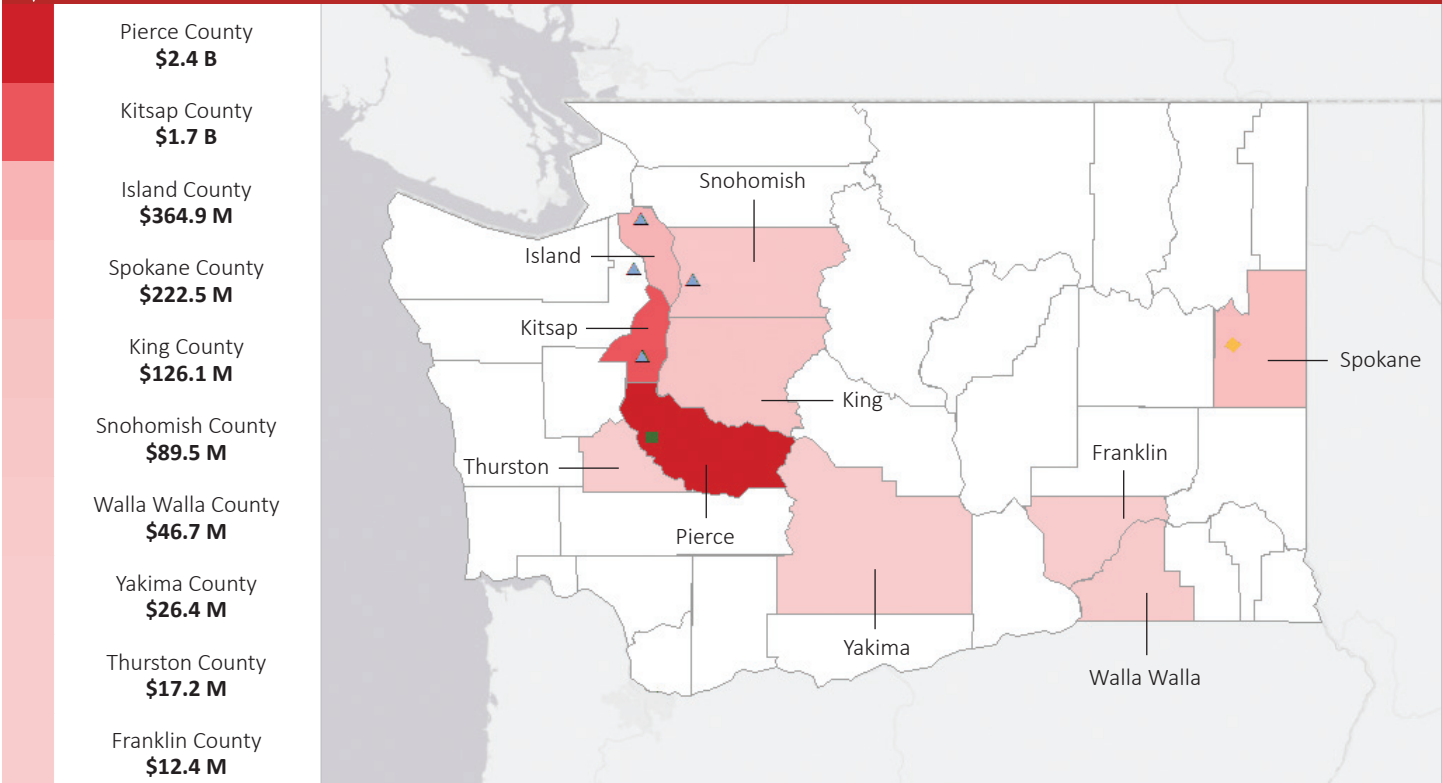 Pierce County
$2.4 B
Kitsap County
$1.7 B
Island County
$364.9 M
Spokane County
$222.5 M
King County
$126.1 M
Snohomish County
$89.5 M
Walla Walla County
$46.7 M
Yakima County
$26.4 M
Thurston County
$17.2 M
Franklin County
$12.4 M
Snohomish
Island
Kitsap
Spokane
King
Franklin
Thurston
Pierce
Yakima
Walla Walla